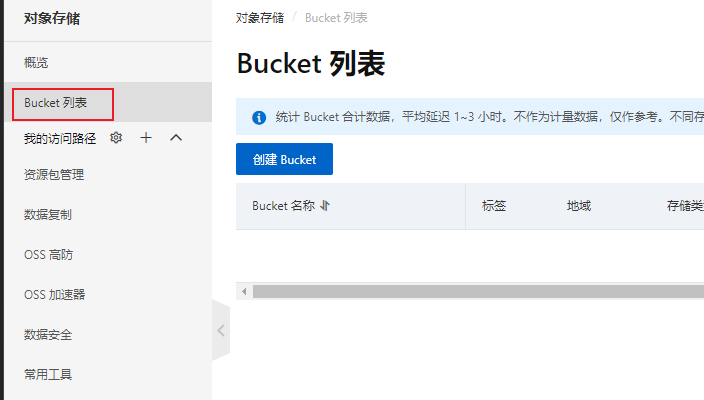 对象存储
概览
Bucket 列表
我的访问路径
资源包管理
数据复制
OSS 高防
OSS 加速器
数据安全
常用工具
对象存储 / Bucket 列表
Bucket 列表
统计 Bucket 合计数据，平均延迟 1~3 小时。不作为计量数据，仅作参考。不同存
创建 Bucket
Bucket 名称 标签 地域 存储类